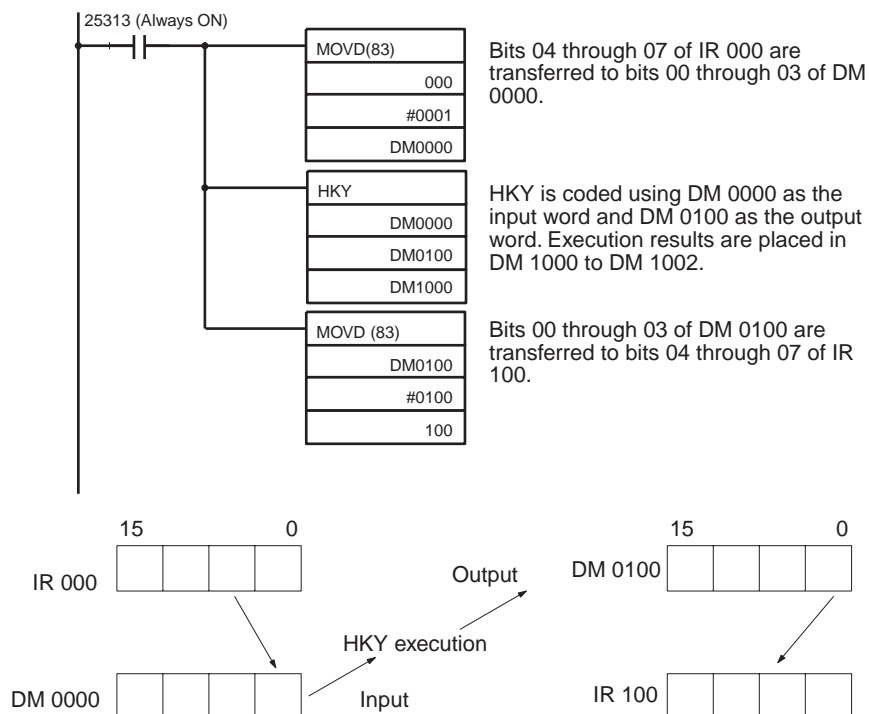 25313 (Always ON)
MOVD(83)
000
#0001
DM0000
Bits 04 through 07 of IR 000 are
transferred to bits 00 through 03 of DM
0000.
HKY
DM0000
DM0100
DM1000
HKY is coded using DM 0000 as the
input word and DM 0100 as the output
word. Execution results are placed in
DM 1000 to DM 1002.
MOVD (83)
DM0100
#0100
100
Bits 00 through 03 of DM 0100 are
transferred to bits 04 through 07 of IR
100.
15 0
IR 000
Output
15 0
DM 0100
HKY execution
DM 0000
Input
IR 100